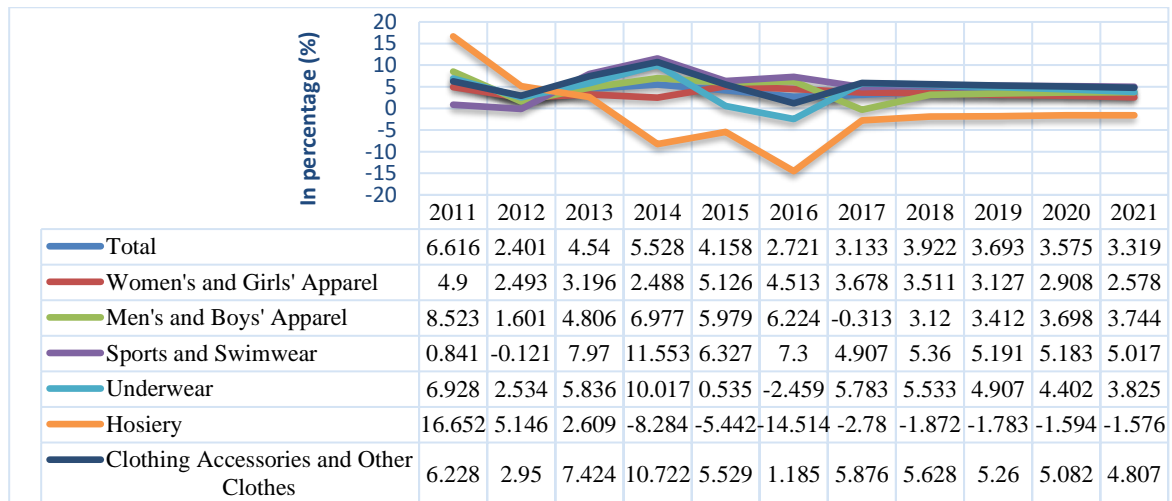 In percentage (%)
20
15
10
5
0
-5
-10
-15
-20
2011 2012 2013 2014 2015 2016 2017 2018 2019 2020 2021
Total 6.616 2.401 4.54 5.528 4.158 2.721 3.133 3.922 3.693 3.575 3.319
Women's and Girls' Apparel 4.9 2.493 3.196 2.488 5.126 4.513 3.678 3.511 3.127 2.908 2.578
Men's and Boys' Apparel 8.523 1.601 4.806 6.977 5.979 6.224 -0.313 3.12 3.412 3.698 3.744
Sports and Swimwear 0.841 -0.121 7.97 11.553 6.327 7.3 4.907 5.36 5.191 5.183 5.017
Underwear 6.928 2.534 5.836 10.017 0.535 -2.459 5.783 5.533 4.907 4.402 3.825
Hosiery 16.652 5.146 2.609 -8.284 -5.442 -14.514 -2.78 -1.872 -1.783 -1.594 -1.576
Clothing Accessories and Other
Clothes 6.228 2.95 7.424 10.722 5.529 1.185 5.876 5.628 5.26 5.082 4.807